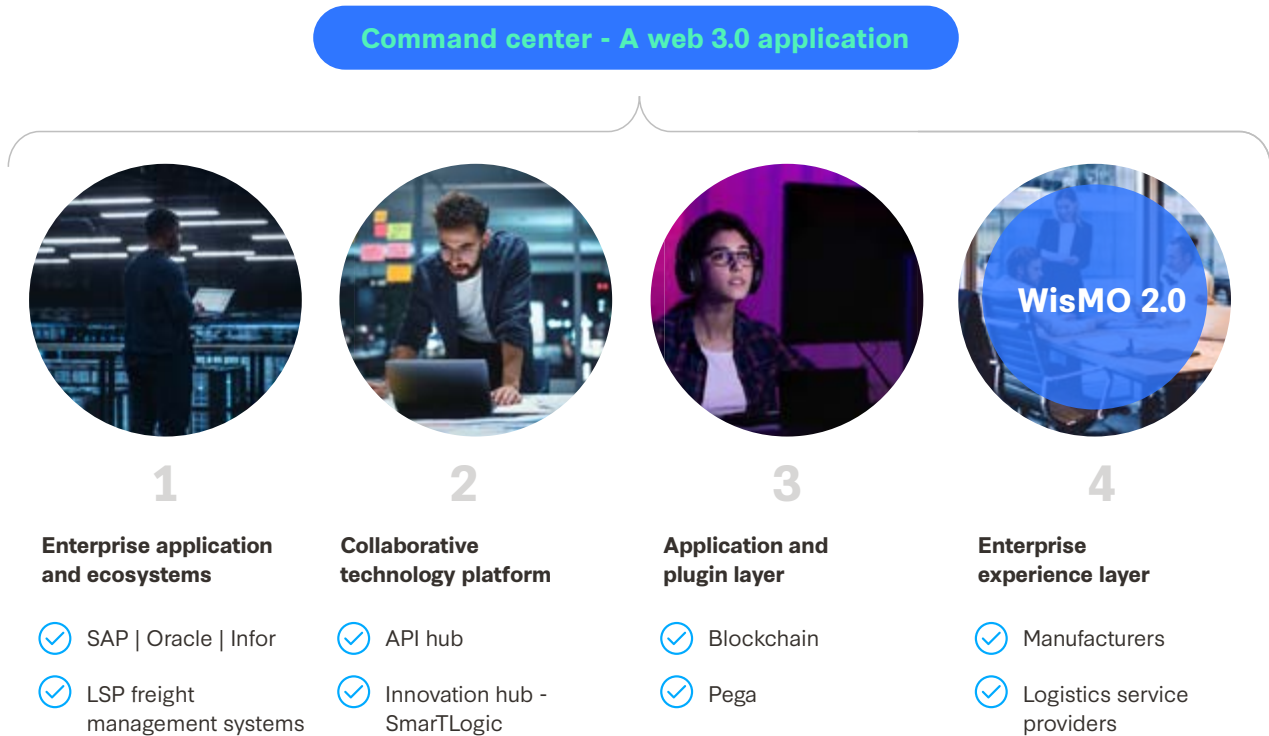 Command center - A web 3.0 application
WisMO 2.0
1
Enterprise application
and ecosystems
SAP | Oracle | Infor
LSP freight
management systems
2
Collaborative
technology platform
API hub
Innovation hub -
SmarTLogic
3
Application and
plugin layer
Blockchain
Pega
4
Enterprise
experience layer
Manufacturers
Logistics service
providers